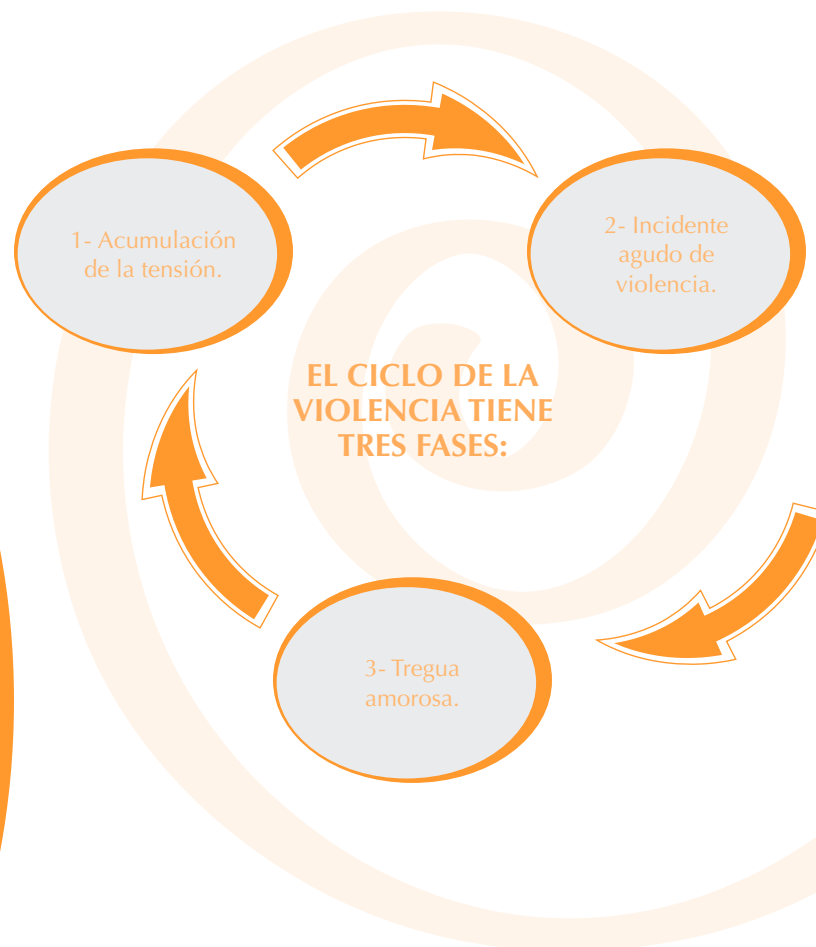 1- Acumulación
de la tensión.
2- Incidente
agudo de
violencia.
EL CICLO DE LA
VIOLENCIA TIENE
TRES FASES:
3- Tregua
amorosa.